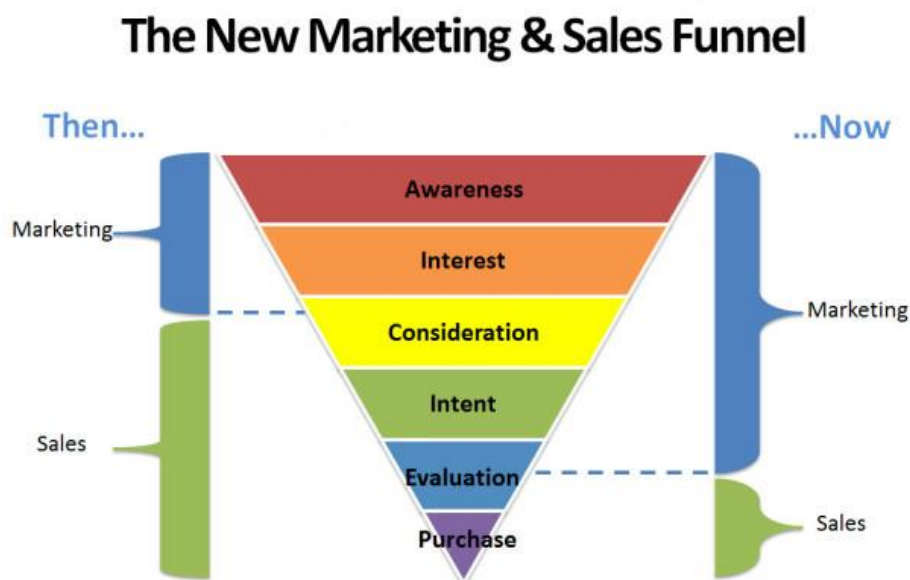 The New Marketing & Sales Funnel
Then...
...Now
Awareness
Marketing
Interest
Marketing
Consideration
Intent
Sales
Evaluation
Sales
Purchase